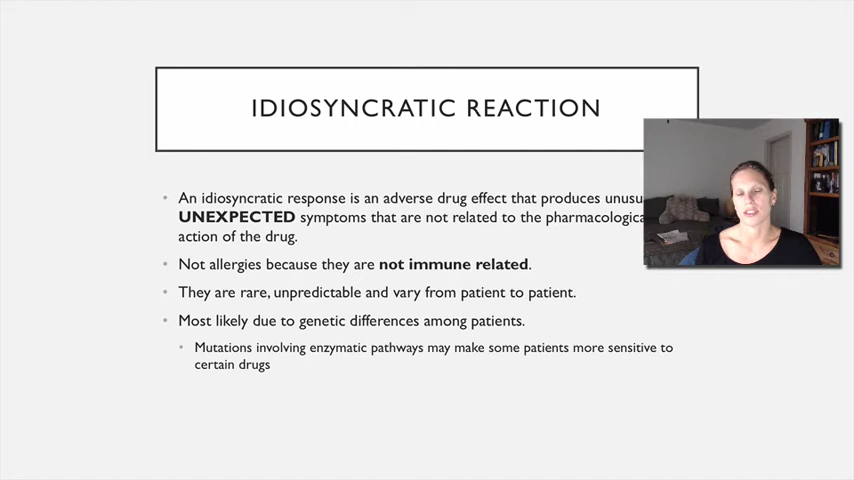 IDIOSYNCRATIC REACTION
An idiosyncratic response is an adverse drug effect that produces
UNEXPECTED symptoms that are not related to the
action of the drug.
Not allergies because they are not immune related.
They are rare, unpredictable and vary from patient to patient.
Most likely due to genetic differences among patients.
Mutations involving enzymatic pathways may make some patients more sensitive to
certain drugs